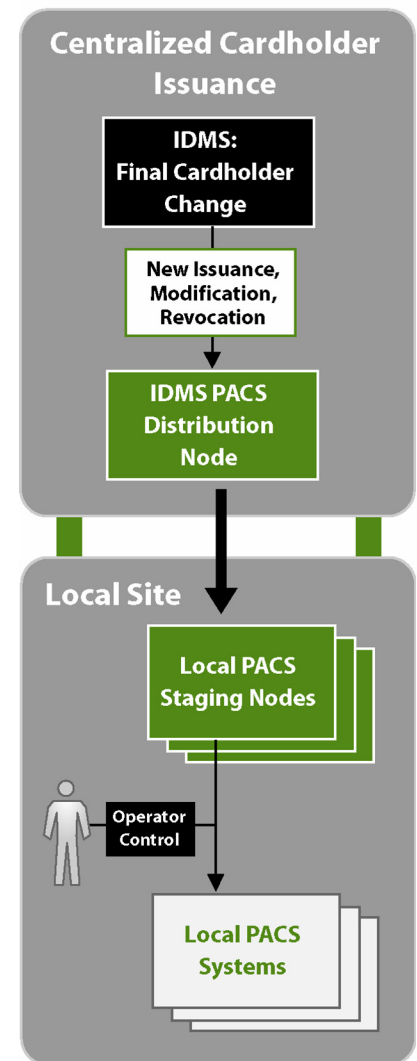 Centralized Cardholder
Issuance
IDMS:
Final Cardholder
Change
New Issuance,
Modification,
Revocation
IDMS PACS
Distribution
Node
Local Site
Local PACS
Staging Nodes
Operator
Control
Local PACS
Systems